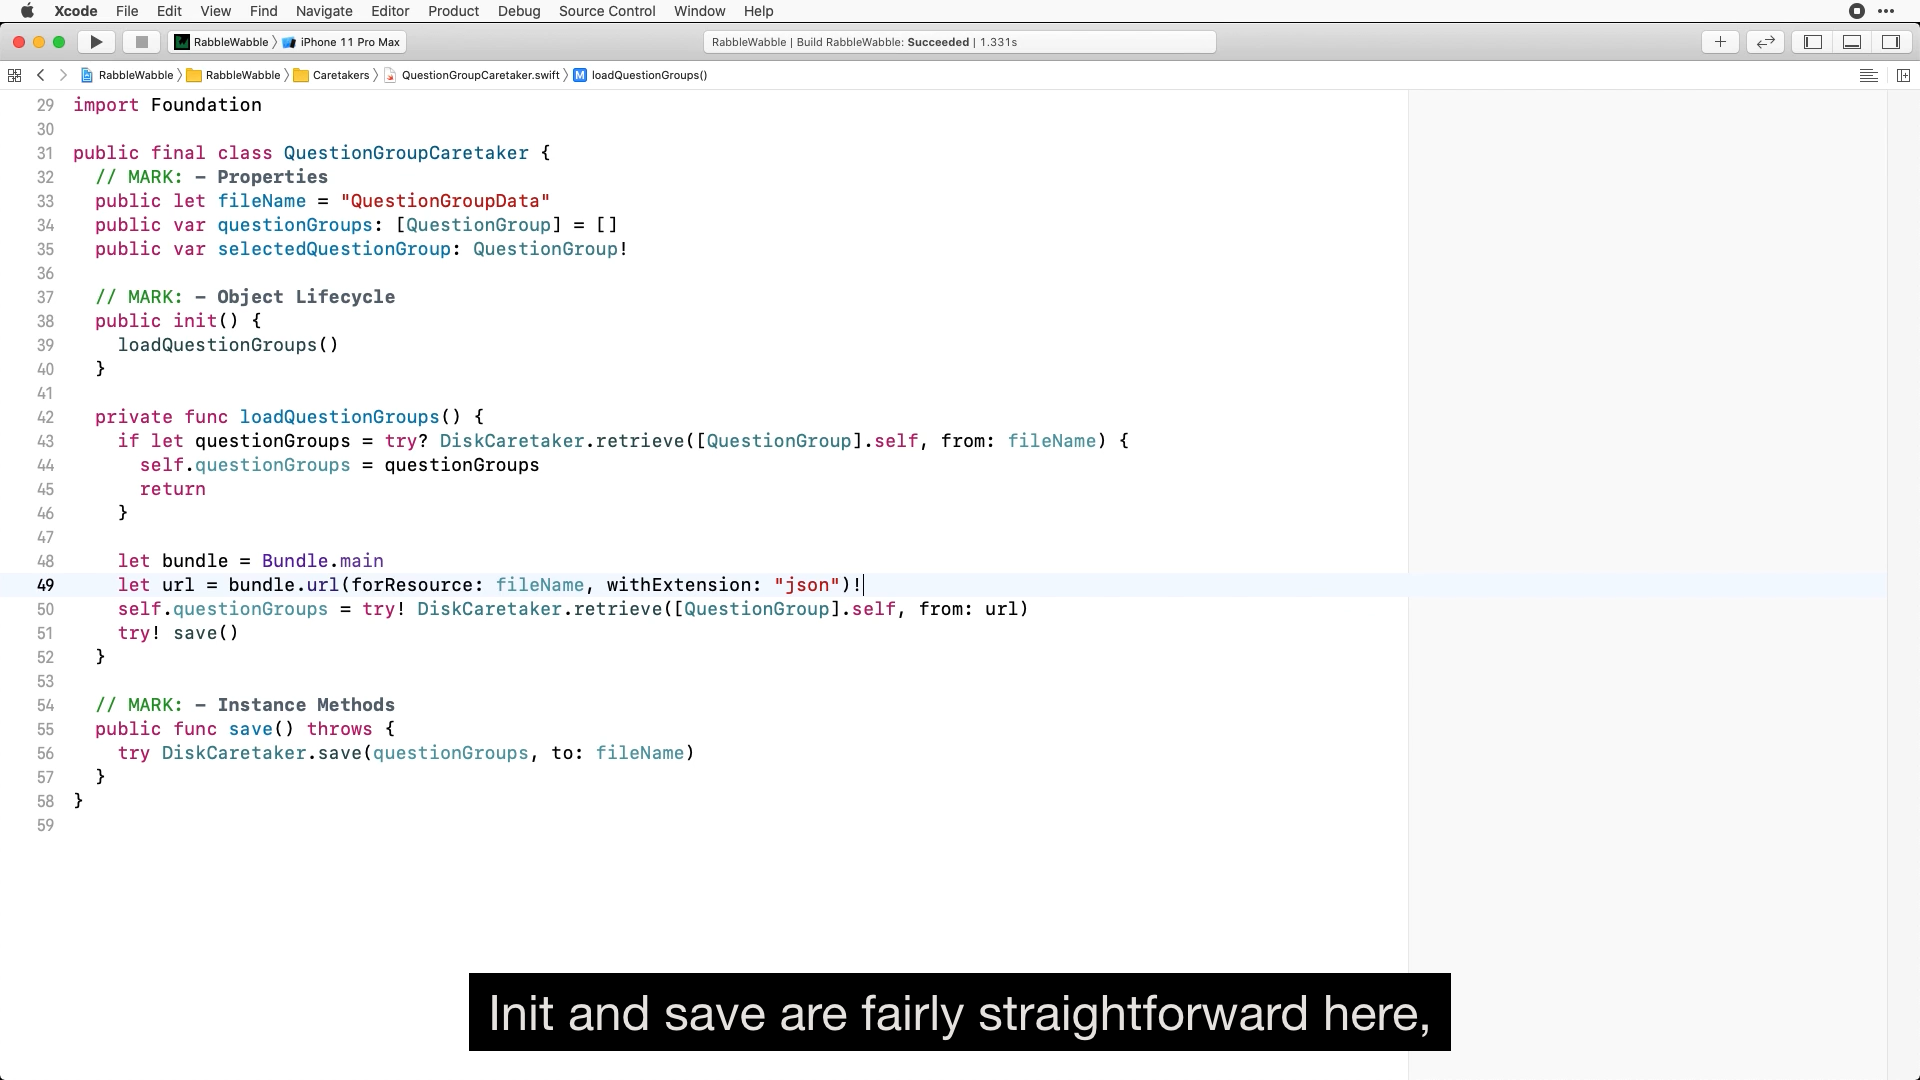 Xcode File Edit View Find Navigate Editor Product Debug Source Control Window Help
RabbleWabble iPhone 11 Pro Max
RabbleWabble | Build RabbleWabble: Succeeded | 1.331s
RabbleWabble RabbleWabble Caretakers QuestionGroupCaretaker.swift M loadQuestionGroups()
29 import Foundation
30
31 public final class QuestionGroupCaretaker {
32 // MARK: - Properties
33 public let fileName = "QuestionGroupData"
34 public var questionGroups: [QuestionGroup] = []
35 public var selectedQuestionGroup: QuestionGroup!
36
37 // MARK: - Object Lifecycle
38 public init() {
39 loadQuestionGroups()
40 }
41
42 private func loadQuestionGroups() {
43 if let questionGroups = try? DiskCaretaker.retrieve([QuestionGroup].self, from: fileName) {
44 self.questionGroups = questionGroups
45 return
46 }
47
48 let bundle = Bundle.main
49 let url = bundle.url(forResource: fileName, withExtension: "json")!
50 self.questionGroups = try! DiskCaretaker.retrieve([QuestionGroup].self, from: url)
51 try! save()
52 }
53
54 // MARK: - Instance Methods
55 public func save() throws {
56 try DiskCaretaker.save(questionGroups, to: fileName)
57 }
58 }
59
Init and save are fairly straightforward here,